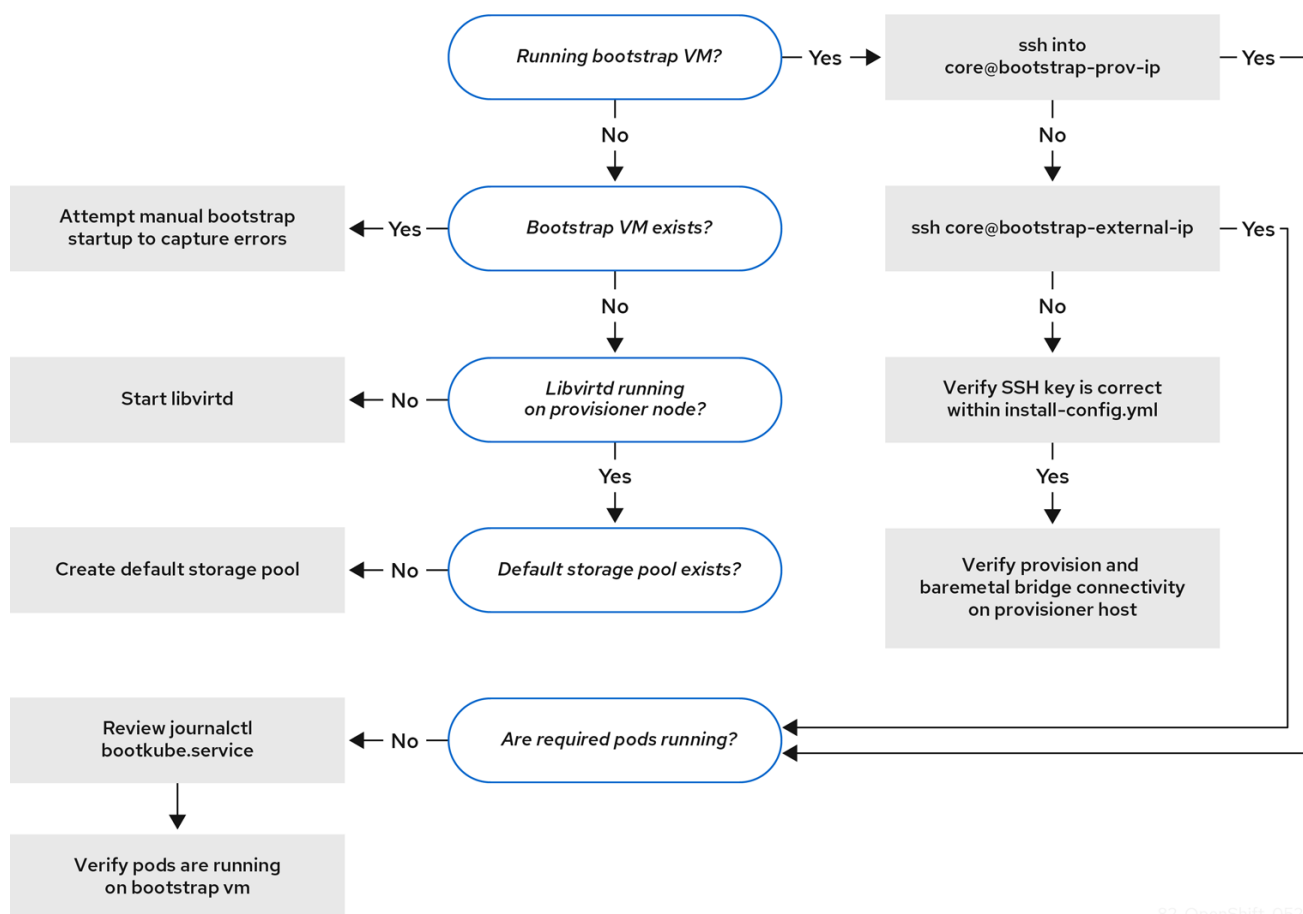 Running bootstrap VM?
Yes
ssh into
core@bootstrap-prov-ip
Yes
No
No
Attempt manual bootstrap
startup to capture errors
Yes
Bootstrap VM exists?
ssh core@bootstrap-external-ip
Yes
No
No
Start libvirtd
No
Libvirtd running
on provisioner node?
Verify SSH key is correct
within install-config.yml
Yes
Yes
Create default storage pool
No
Default storage pool exists?
Verify provision and
baremetal bridge connectivity
on provisioner host
Review journalctl
bootkube.service
No
Are required pods running?
Verify pods are running
on bootstrap vm